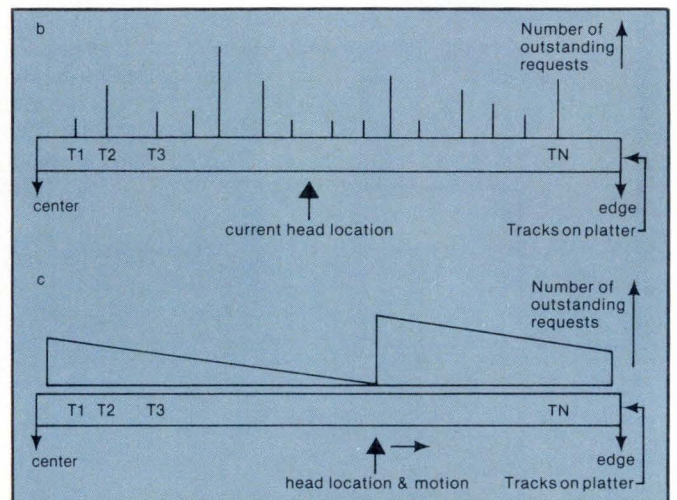 b
Number of
outstanding
requests
T1 T2 T3 TN
center
edge
current head location
Tracks on platter
c
Number of
outstanding
requests
T1 T2 T3 TN
center
edge
head location & motion
Tracks on platter